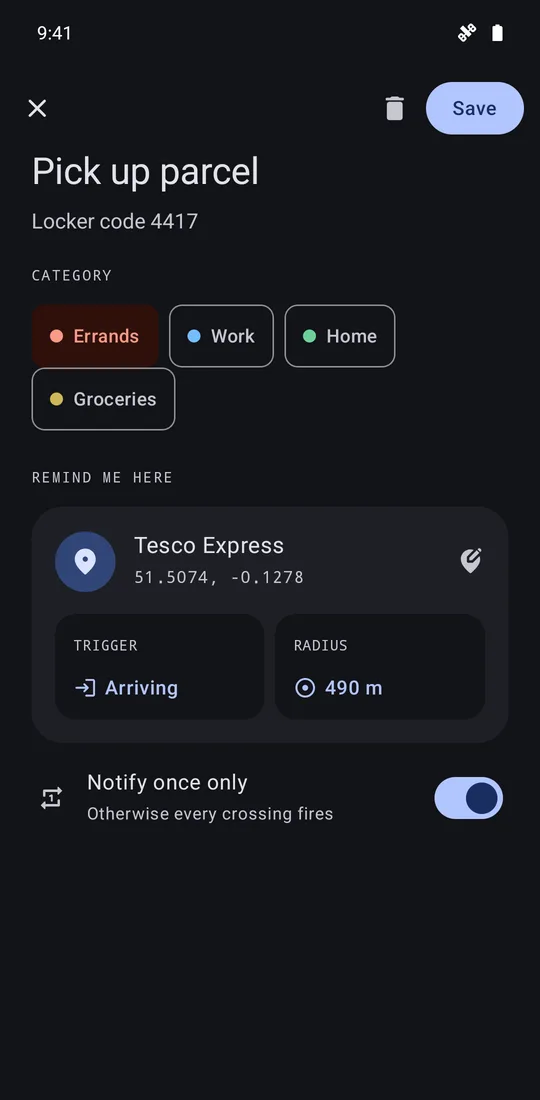 9:41
Save
Pick up parcel
Locker code 4417
CATEGORY
Errands
Work
Home
Groceries
REMIND ME HERE
Tesco Express
51.5074, -0.1278
TRIGGER
RADIUS
Arriving
490 m
Notify once only
Otherwise every crossing fires